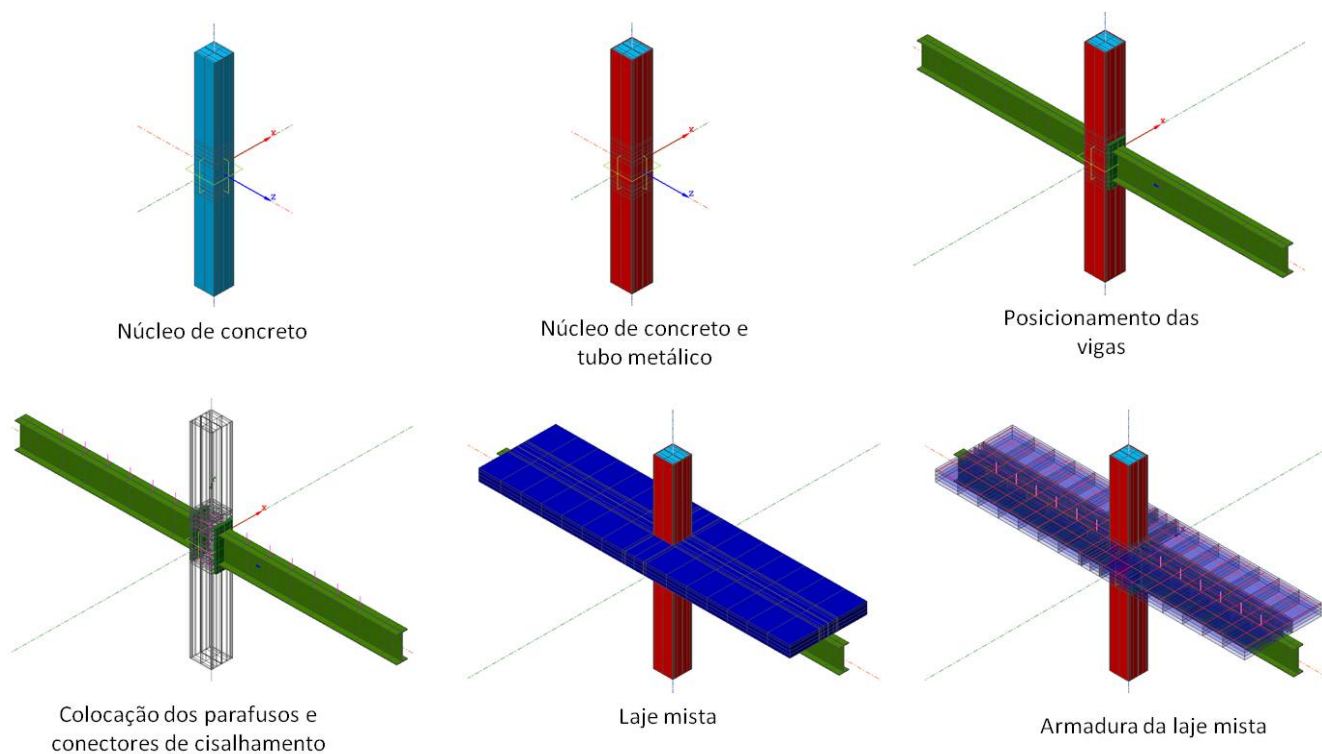 x
z
Núcleo de concreto
x
z
Núcleo de concreto e
tubo metálico
x
Posicionamento das
vigas
x
Colocação dos parafusos e
conectores de cisalhamento
Laje mista
Armadura da laje mista